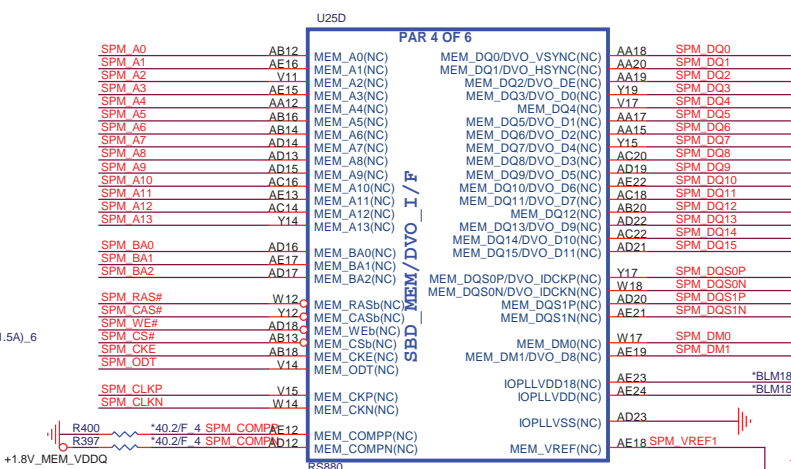 U25D
PAR 4 OF 6
SPM_A0 AB12 MEM_A0(NC) MEM_DQ0/DVO_VSYNC(NC) AA18 SPM_DQ0
SPM_A1 AE16 MEM_A1(NC) MEM_DQ1/DVO_HSYNC(NC) AA20 SPM_DQ1
SPM_A2 V11 MEM_A2(NC) MEM_DQ2/DVO_DE(NC) AA19 SPM_DQ2
SPM_A3 AE15 MEM_A3(NC) MEM_DQ3/DVO_D0(NC) Y19 SPM_DQ3
SPM_A4 AA12 MEM_A4(NC) MEM_DQ4(NC) V17 SPM_DQ4
SPM_A5 AB16 MEM_A5(NC) MEM_DQ5/DVO_D1(NC) AA17 SPM_DQ5
SPM_A6 AB14 MEM_A6(NC) MEM_DQ6/DVO_D2(NC) AA15 SPM_DQ6
SPM_A7 AD14 MEM_A7(NC) MEM_DQ7/DVO_D4(NC) Y15 SPM_DQ7
SPM_A8 AD13 MEM_A8(NC) MEM_DQ8/DVO_D3(NC) AC20 SPM_DQ8
SPM_A9 AD15 MEM_A9(NC) MEM_DQ9/DVO_D5(NC) AD19 SPM_DQ9
SPM_A10 AC16 MEM_A10(NC) MEM_DQ10/DVO_D6(NC) AE22 SPM_DQ10
SPM_A11 AE13 MEM_A11(NC) MEM_DQ11/DVO_D7(NC) AC18 SPM_DQ11
SPM_A12 AC14 MEM_A12(NC) MEM_DQ12(NC) AB20 SPM_DQ12
SPM_A13 Y14 MEM_A13(NC) MEM_DQ13/DVO_D9(NC) AD22 SPM_DQ13
MEM_DQ14/DVO_D10(NC) AC22 SPM_DQ14
SPM_BA0 AD16 MEM_BA0(NC) MEM_DQ15/DVO_D11(NC) AD21 SPM_DQ15
SPM_BA1 AE17 MEM_BA1(NC)
SPM_BA2 AD17 MEM_BA2(NC) MEM_DQS0P/DVO_IDCKP(NC) Y17 SPM_DQS0P
MEM_DQS0N/DVO_IDCKN(NC) W18 SPM_DQS0N
SPM_RAS# W12 MEM_RASb(NC) MEM_DQS1P(NC) AD20 SPM_DQS1P
SPM_CAS# Y12 MEM_CASb(NC) MEM_DQS1N(NC) AE21 SPM_DQS1N
SPM_WE# AD18 MEM_WEb(NC)
.5A)_6 SPM_CS# AB13 MEM_CSb(NC) MEM_DM0(NC) W17 SPM_DM0
SPM_CKE AB18 MEM_CKE(NC) MEM_DM1/DVO_D8(NC) AE19 SPM_DM1
SPM_ODT V14 MEM_ODT(NC)
IOPLLVDD18(NC) AE23 *BLM18
SPM_CLKP V15 MEM_CKP(NC) IOPLLVDD(NC) AE24 *BLM18
SPM_CLKN W14 MEM_CKN(NC)
IOPLLVSS(NC) AD23
R400 *40.2/F_4 SPM_COMPP AE12 MEM_COMPP(NC)
R397 *40.2/F_4 SPM_COMPN AD12 MEM_COMPN(NC) MEM_VREF(NC) AE18 SPM_VREF1
+1.8V_MEM_VDDQ
SBD_MEM/DVO_I/F
RS880